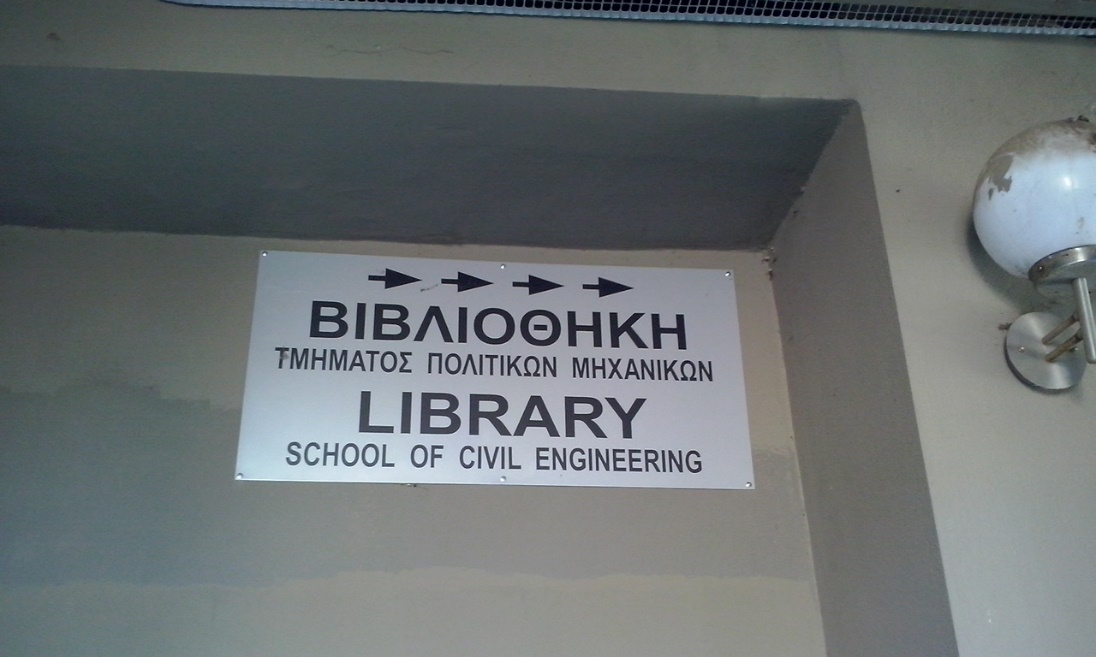 ΒΙΒΛΙΟΘΗΚΗ
ΤΜΗΜΑΤΟΣ ΠΟΛΙΤΙΚΩΝ ΜΗΧΑΝΙΚΩΝ
LIBRARY
SCHOOL OF CIVIL ENGINEERING